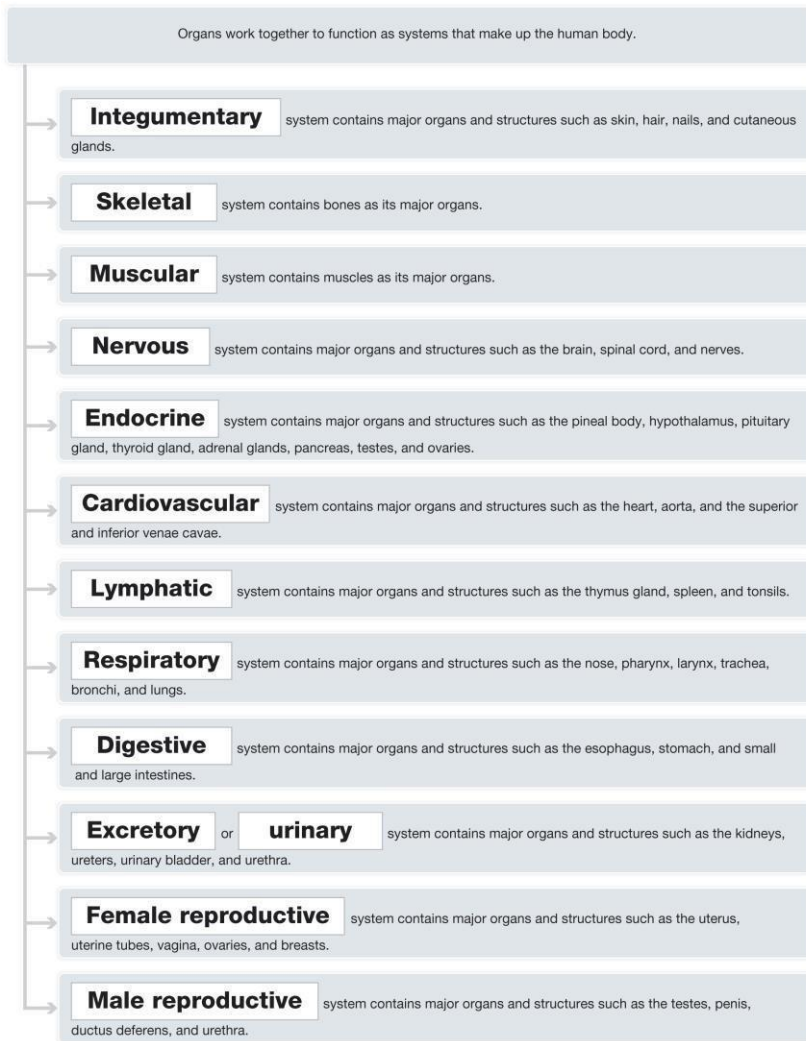 Organs work together to function as systems that make up the human body.
Integumentary system contains major organs and structures such as skin, hair, nails, and cutaneous
glands.
Skeletal system contains bones as its major organs.
Muscular system contains muscles as its major organs.
Nervous system contains major organs and structures such as the brain, spinal cord, and nerves.
Endocrine system contains major organs and structures such as the pineal body, hypothalamus, pituitary
gland, thyroid gland, adrenal glands, pancreas, testes, and ovaries.
Cardiovascular system contains major organs and structures such as the heart, aorta, and the superior
and inferior venae cavae.
Lymphatic system contains major organs and structures such as the thymus gland, spleen, and tonsils.
Respiratory system contains major organs and structures such as the nose, pharynx, larynx, trachea,
bronchi, and lungs.
Digestive system contains major organs and structures such as the esophagus, stomach, and small
and large intestines.
Excretory or urinary system contains major organs and structures such as the kidneys,
ureters, urinary bladder, and urethra.
Female reproductive system contains major organs and structures such as the uterus,
uterine tubes, vagina, ovaries, and breasts.
Male reproductive system contains major organs and structures such as the testes, penis,
ductus deferens, and urethra.